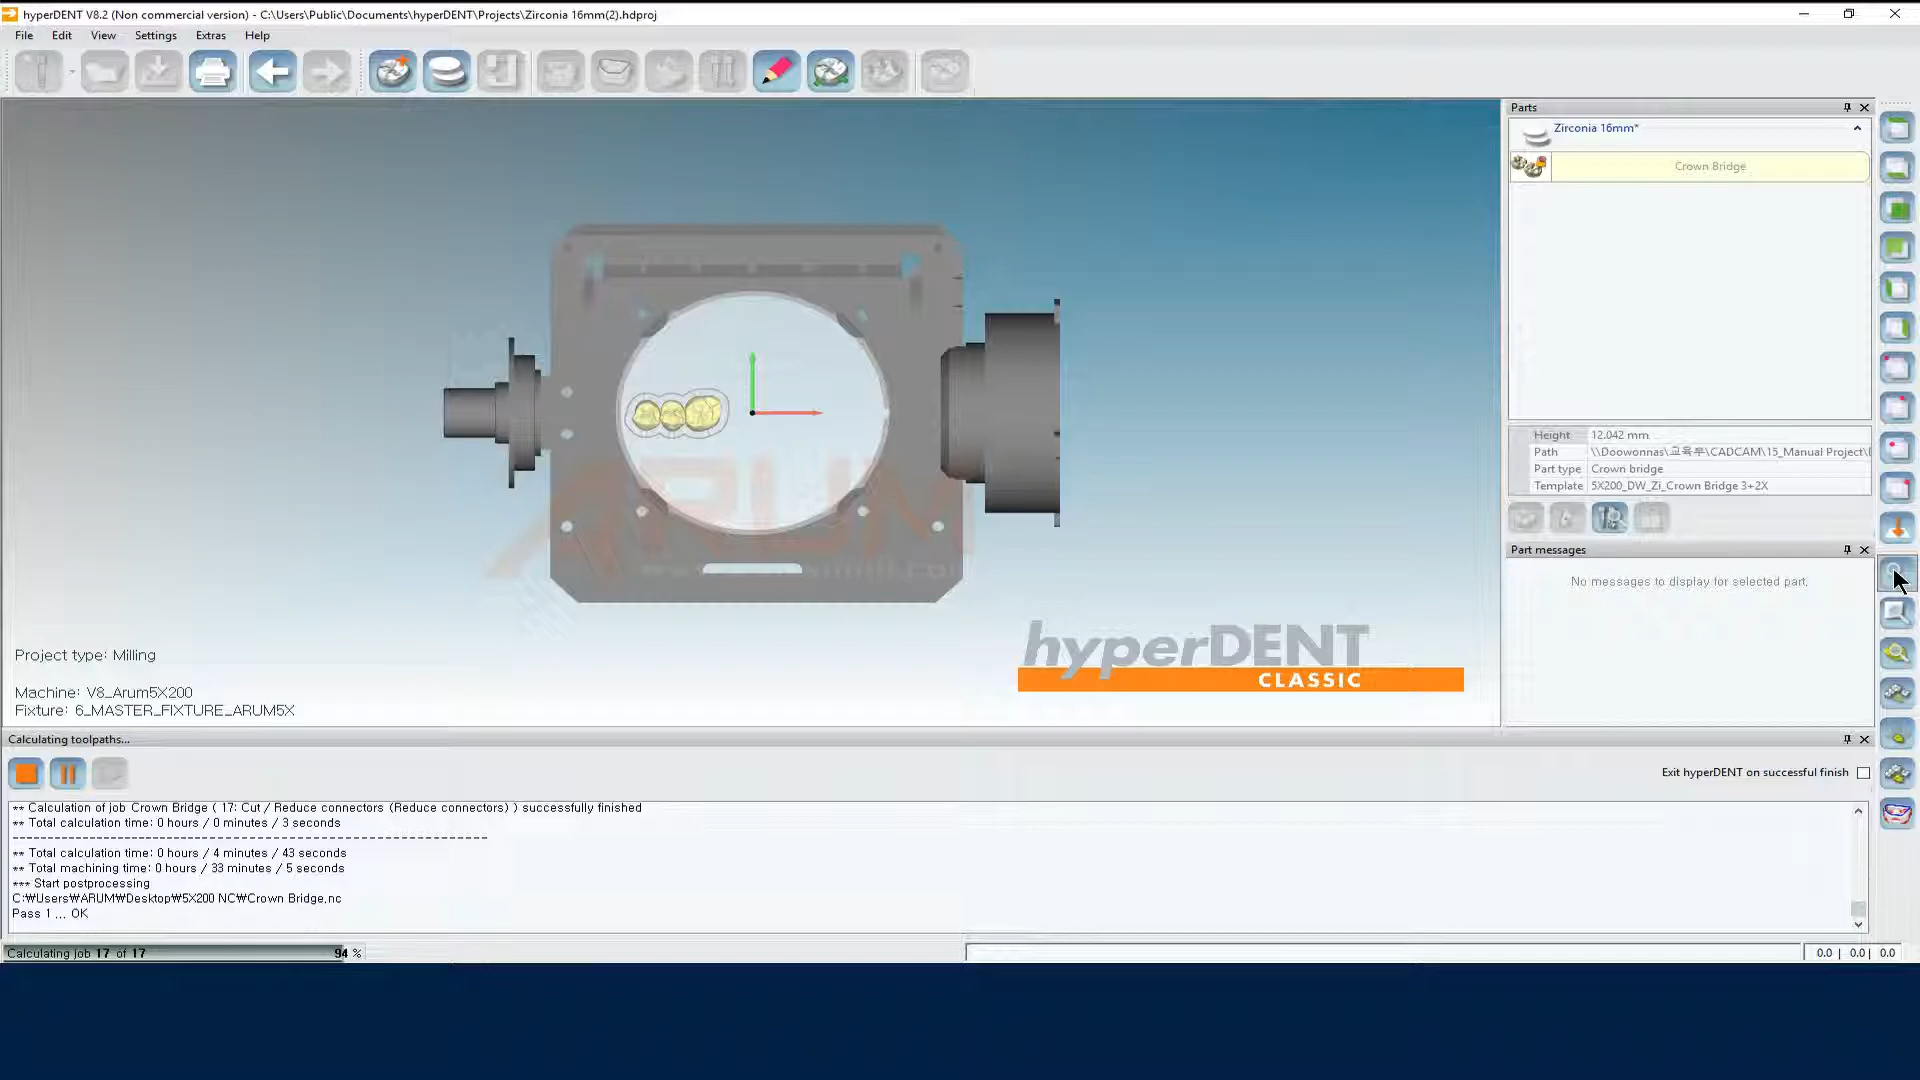 hyperDENT V8.2 (Non commercial version) - C:\Users\Public\Documents\hyperDENT\Projects\Zirconia 16mm(2).hdproj
File Edit View Settings Extras Help
Parts
Zirconia 16mm*
Crown Bridge
Height 12.042 mm
Path \\Doowonnas\교육부\CADCAM\15_Manual Project\
Part type Crown bridge
Template 5X200_DW_Zi_Crown Bridge 3+2X
Part messages
No messages to display for selected part.
ARUM
hyperDENT
CLASSIC
Project type: Milling
Machine: V8_Arum5X200
Fixture: 6_MASTER_FIXTURE_ARUM5X
Calculating toolpaths...
Exit hyperDENT on successful finish
** Calculation of job Crown Bridge ( 17: Cut / Reduce connectors (Reduce connectors) ) successfully finished
** Total calculation time: 0 hours / 0 minutes / 3 seconds
** Total calculation time: 0 hours / 4 minutes / 43 seconds
** Total machining time: 0 hours / 33 minutes / 5 seconds
*** Start postprocessing
C:₩Users₩ARUM₩Desktop₩5X200 NC₩Crown Bridge.nc
Pass 1 ... OK
Calculating job 17 of 17 94 %
0.0 | 0.0 | 0.0